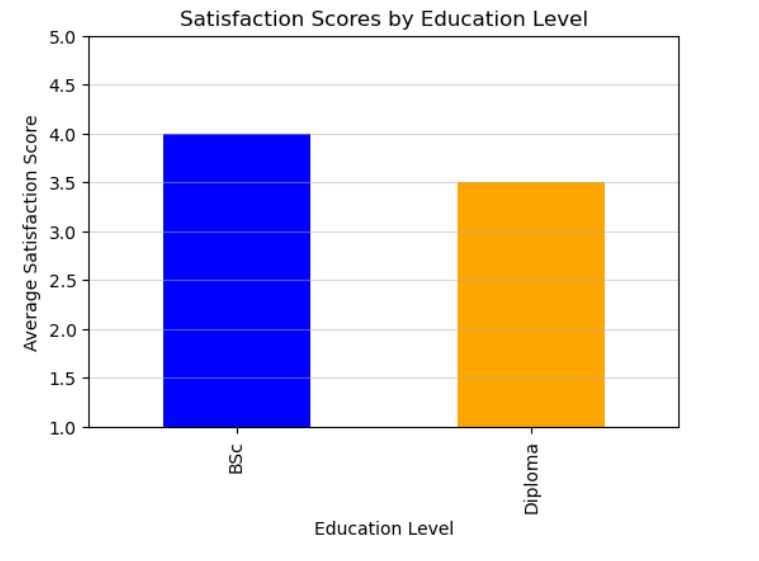 Satisfaction Scores by Education Level
Average Satisfaction Score
5.0
4.5
4.0
3.5
3.0
2.5
2.0
1.5
1.0
BSc
Diploma
Education Level